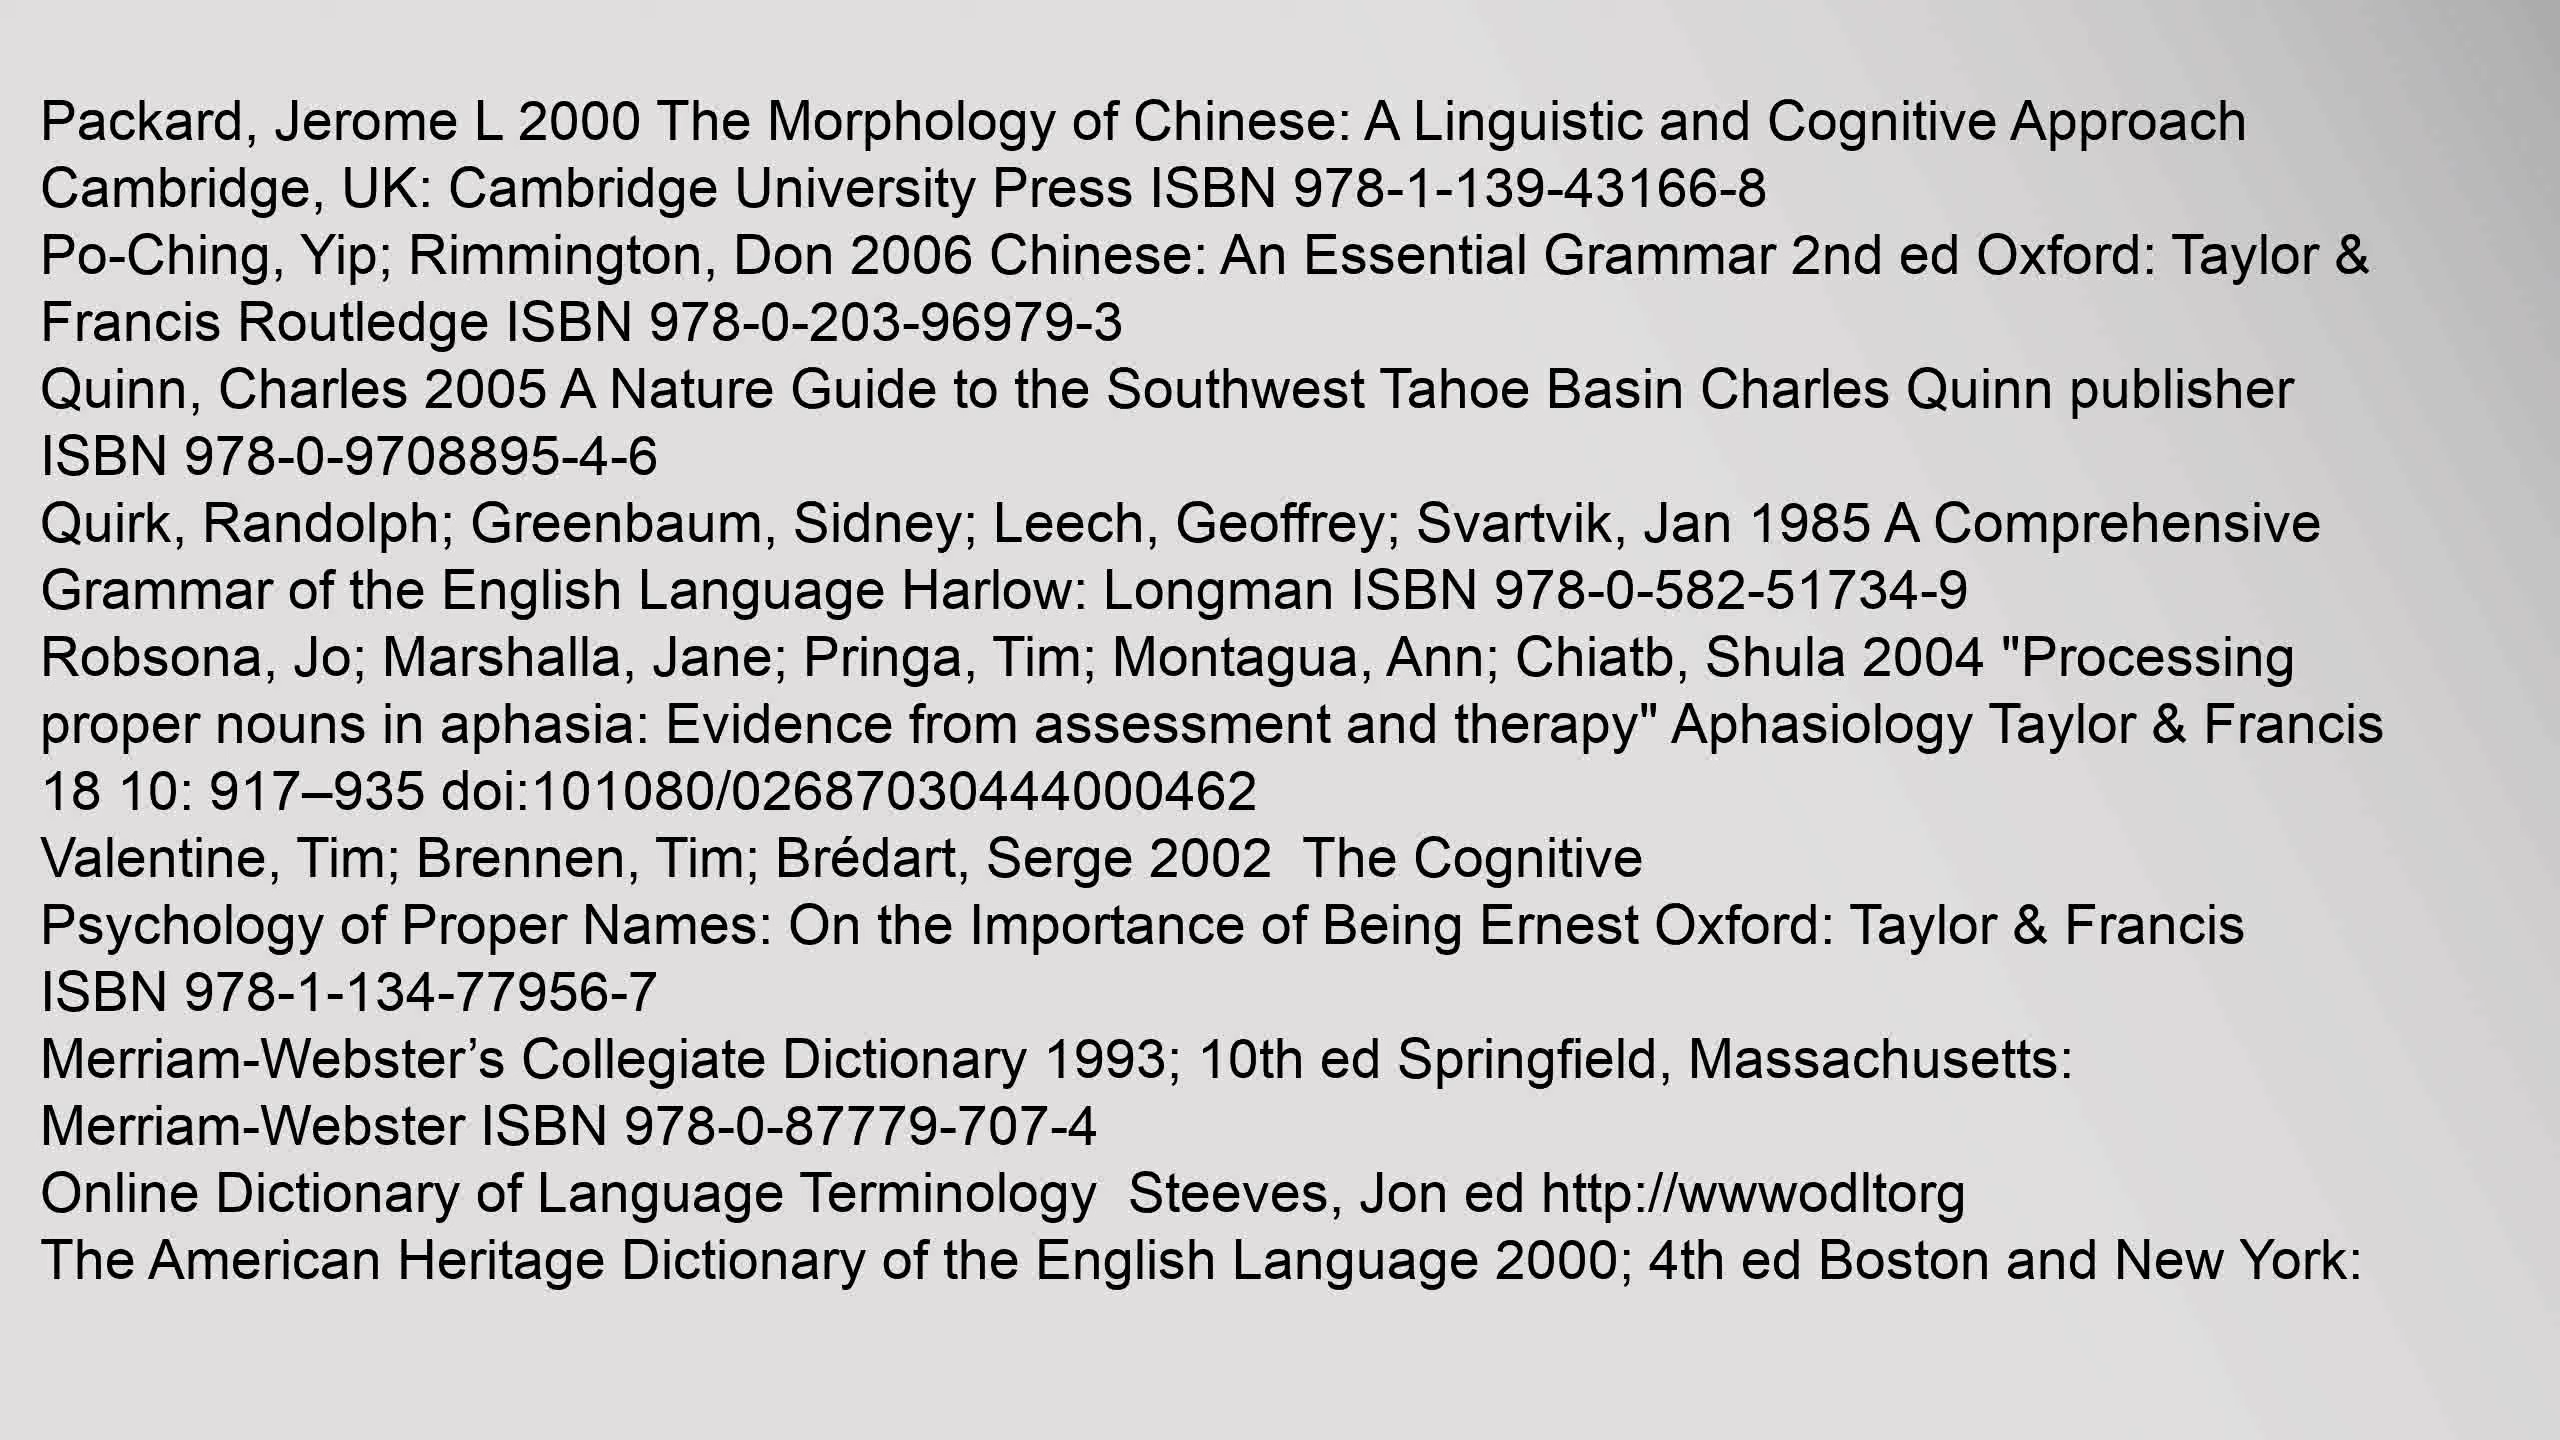 Packard, Jerome L 2000 The Morphology of Chinese: A Linguistic and Cognitive Approach
Cambridge, UK: Cambridge University Press ISBN 978-1-139-43166-8
Po-Ching, Yip; Rimmington, Don 2006 Chinese: An Essential Grammar 2nd ed Oxford: Taylor &
Francis Routledge ISBN 978-0-203-96979-3
Quinn, Charles 2005 A Nature Guide to the Southwest Tahoe Basin Charles Quinn publisher
ISBN 978-0-9708895-4-6
Quirk, Randolph; Greenbaum, Sidney; Leech, Geoffrey; Svartvik, Jan 1985 A Comprehensive
Grammar of the English Language Harlow: Longman ISBN 978-0-582-51734-9
Robsona, Jo; Marshalla, Jane; Pringa, Tim; Montagua, Ann; Chiatb, Shula 2004 "Processing
proper nouns in aphasia: Evidence from assessment and therapy" Aphasiology Taylor & Francis
18 10: 917–935 doi:101080/02687030444000462
Valentine, Tim; Brennen, Tim; Brédart, Serge 2002  The Cognitive
Psychology of Proper Names: On the Importance of Being Ernest Oxford: Taylor & Francis
ISBN 978-1-134-77956-7
Merriam-Webster’s Collegiate Dictionary 1993; 10th ed Springfield, Massachusetts:
Merriam-Webster ISBN 978-0-87779-707-4
Online Dictionary of Language Terminology  Steeves, Jon ed http://wwwodltorg
The American Heritage Dictionary of the English Language 2000; 4th ed Boston and New York: